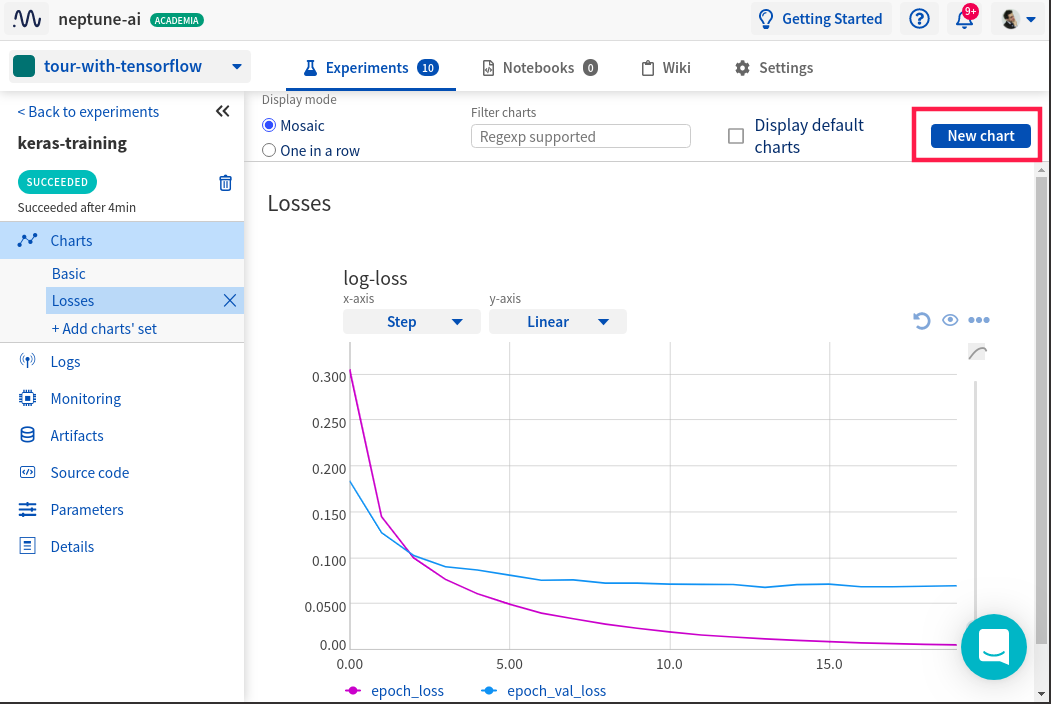 neptune-ai ACADEMIA
Getting Started
9+
tour-with-tensorflow
Experiments 10
Notebooks 0
Wiki
Settings
< Back to experiments
keras-training
SUCCEEDED
Succeeded after 4min
Charts
Basic
Losses
+ Add charts' set
Logs
Monitoring
Artifacts
Source code
Parameters
Details
Display mode
Mosaic
One in a row
Filter charts
Regexp supported
Display default
charts
New chart
Losses
log-loss
x-axis y-axis
Step Linear
0.300
0.250
0.200
0.150
0.100
0.0500
0.00
0.00 5.00 10.0 15.0
epoch_loss epoch_val_loss